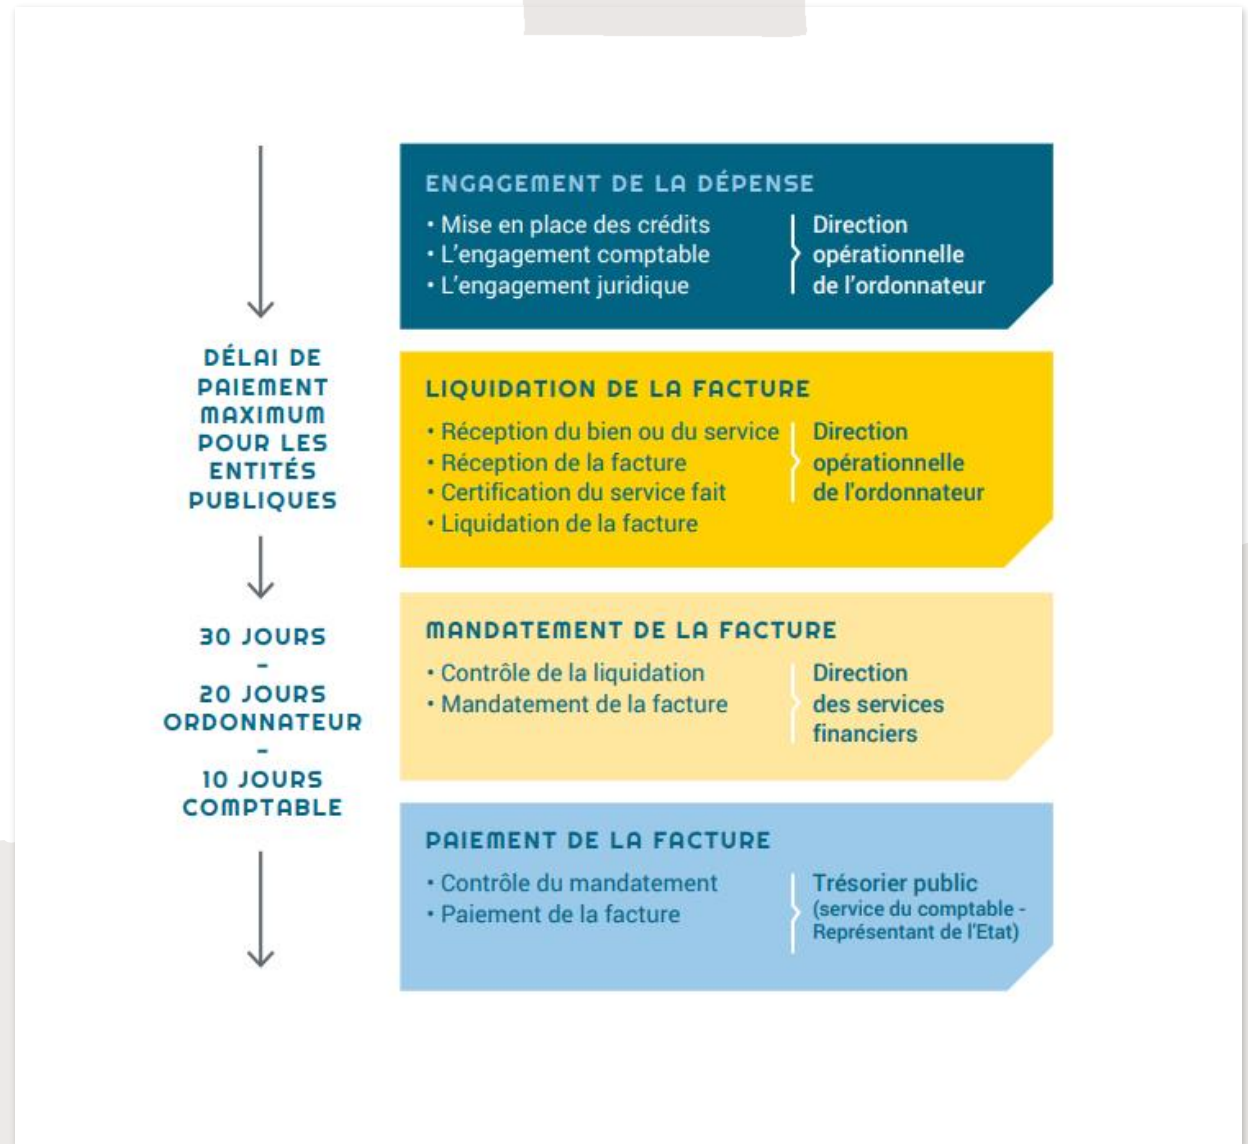 ENGAGEMENT DE LA DÉPENSE
• Mise en place des crédits
• L'engagement comptable
• L'engagement juridique
Direction
opérationnelle
de l'ordonnateur
DÉLAI DE
PAIEMENT
MAXIMUM
POUR LES
ENTITÉS
PUBLIQUES
LIQUIDATION DE LA FACTURE
• Réception du bien ou du service
• Réception de la facture
• Certification du service fait
• Liquidation de la facture
Direction
opérationnelle
de l'ordonnateur
30 JOURS
-
20 JOURS
ORDONNATEUR
-
10 JOURS
COMPTABLE
MANDATEMENT DE LA FACTURE
• Contrôle de la liquidation
• Mandatement de la facture
Direction
des services
financiers
PAIEMENT DE LA FACTURE
• Contrôle du mandatement
• Paiement de la facture
Trésorier public
(service du comptable -
Représentant de l'Etat)